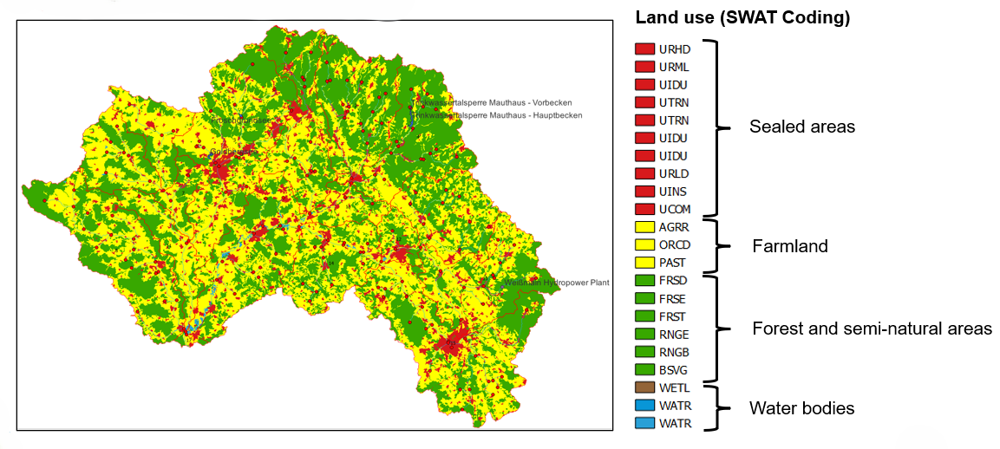 Land use (SWAT Coding)
Trinkwassertalsperre Mauthaus - Vorbecken
Trinkwassertalsperre Mauthaus - Hauptbecken
Weißmain Hydropower Plant
URHD
URML
UIDU
UTRN
UTRN
UIDU
UIDU
URLD
UINS
UCOM
Sealed areas
AGRR
ORCD
PAST
Farmland
FRSD
FRSE
FRST
RNGE
RNGB
BSVG
Forest and semi-natural areas
WETL
WATR
WATR
Water bodies